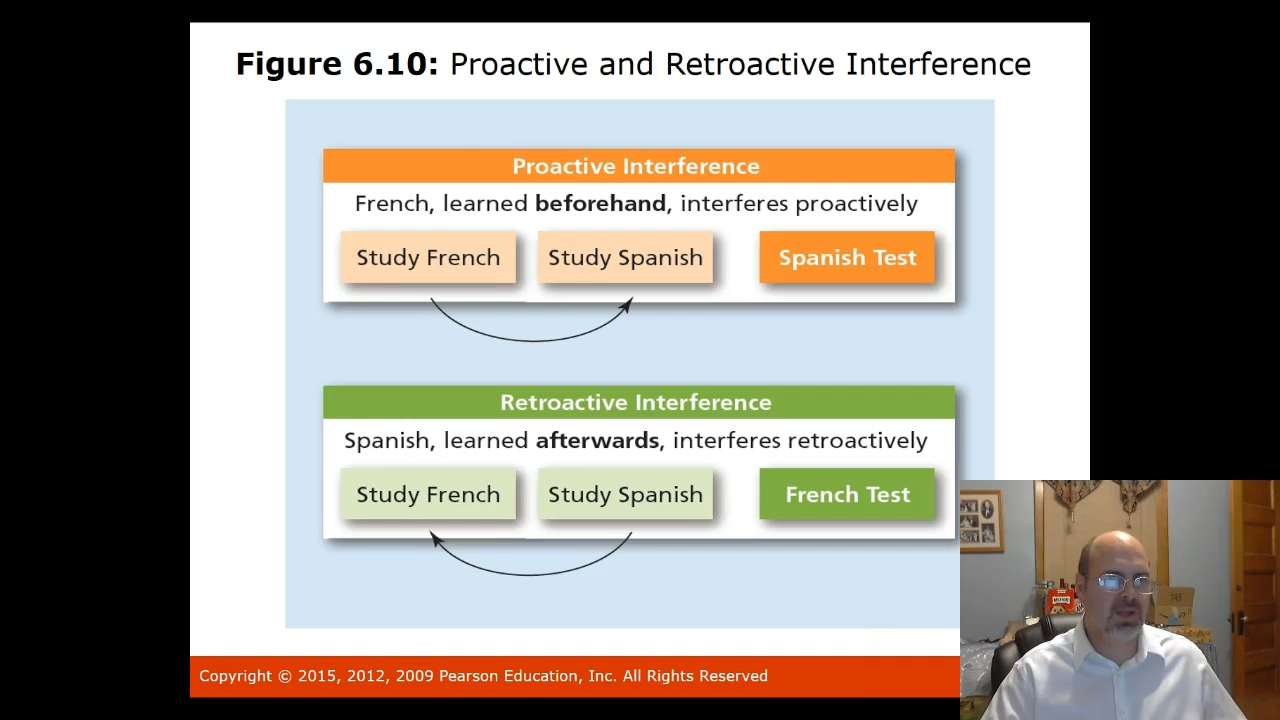 Figure 6.10: Proactive and Retroactive Interference
Proactive Interference
French, learned beforehand, interferes proactively
Study French
Study Spanish
Spanish Test
Retroactive Interference
Spanish, learned afterwards, interferes retroactively
Study French
Study Spanish
French Test
Copyright © 2015, 2012, 2009 Pearson Education, Inc. All Rights Reserved